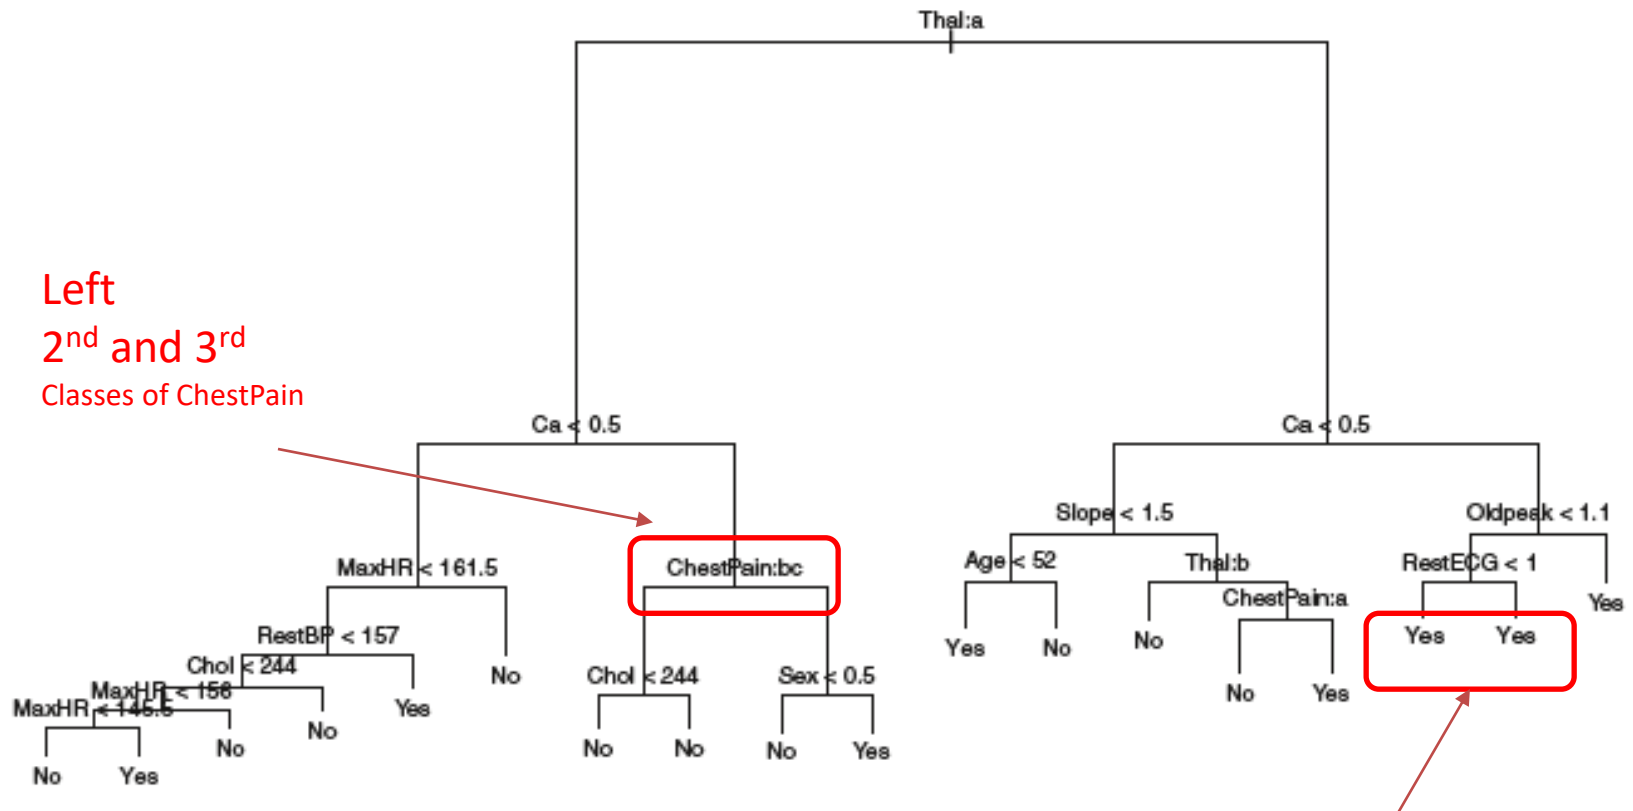 Thal:a
Left
2nd and 3rd
Classes of ChestPain
Ca < 0.5
Ca < 0.5
Slope < 1.5
Oldpeak < 1.1
MaxHR < 161.5
ChestPain:bc
Age < 52
Thal:b
RestECG < 1
ChestPain:a
Yes
RestBP < 157
Yes
No
No
Yes
Yes
Chol < 244
No
Chol < 244
Sex < 0.5
No
Yes
MaxHR < 156
MaxHR < 145.5
Yes
No
No
No
No
No
Yes
No
Yes